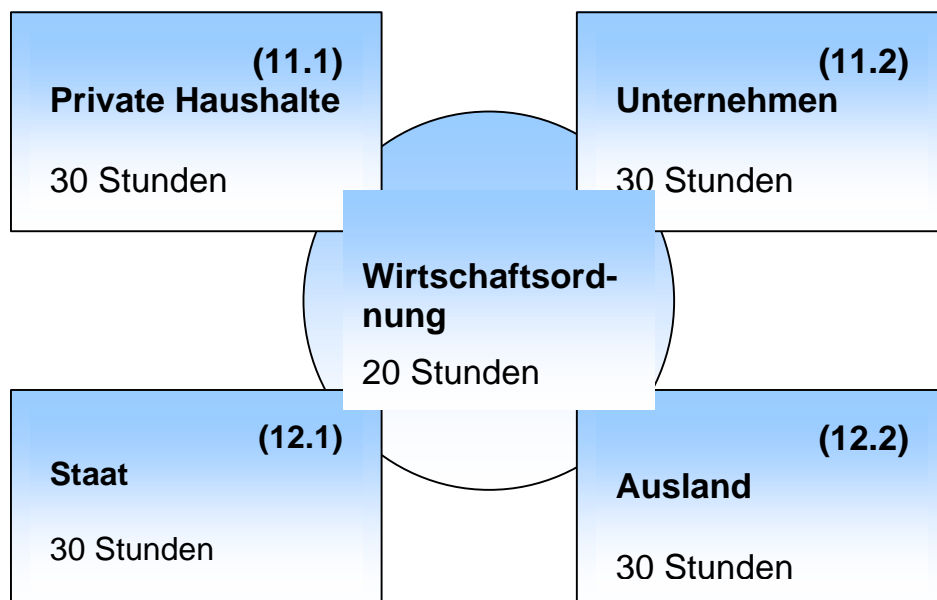 (11.1)
Private Haushalte
30 Stunden
(11.2)
Unternehmen
30 Stunden
Wirtschaftsord-
nung
20 Stunden
(12.1)
Staat
30 Stunden
(12.2)
Ausland
30 Stunden